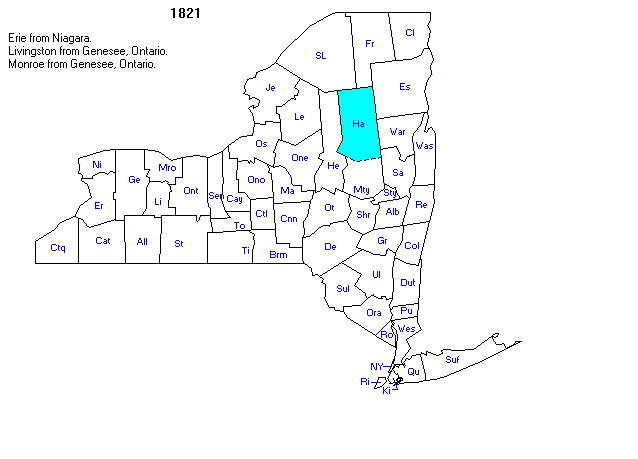 1821
Erie from Niagara.
Livingston from Genesee, Ontario.
Monroe from Genesee, Ontario.
Cl
Fr
SL
Je
Es
Le
Ha
War
Os
Was
One
Ni
Mro
He
Sa
Ge
Ono
Ont
Ma
Mty
Sty
Sen
Cay
Er
Li
Re
Ot
Ctl
Shr
Alb
Cnn
To
Cat
All
St
Gr
Ctq
De
Col
Ti
Brm
Ul
Dut
Sul
Pu
Ora
Wes
Ro
Suf
NY
Qu
Ri
Ki